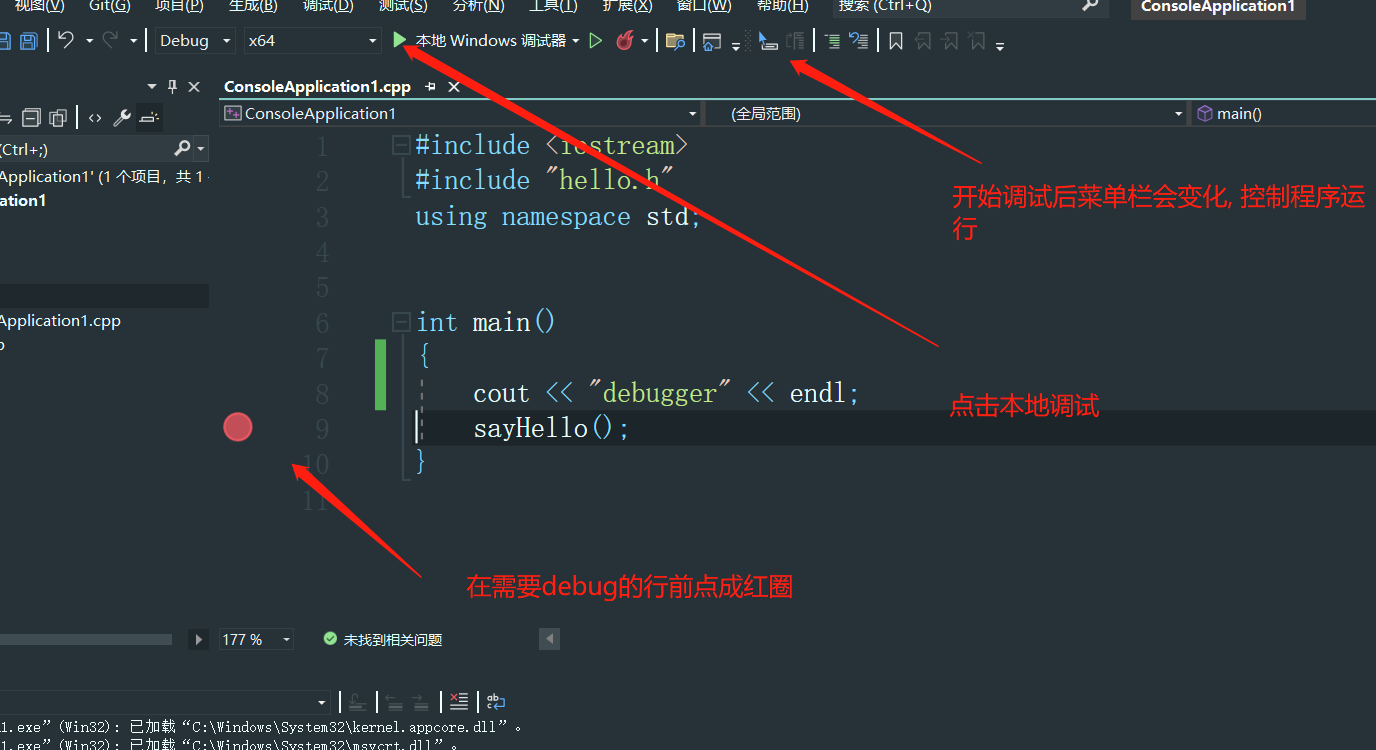 视图(V) Git(G) 项目(P) 生成(B) 调试(D) 测试(S) 分析(N) 工具(T) 扩展(X) 窗口(W) 帮助(H) 搜索 (Ctrl+Q) ConsoleApplication1
Debug x64 本地 Windows 调试器
ConsoleApplication1.cpp
ConsoleApplication1 (全局范围) main()
(Ctrl+;)
Application1' (1 个项目，共 1
ation1
Application1.cpp
1 #include <iostream>
2 #include "hello.h"
3 using namespace std;
4
5
6 int main()
7 {
8 cout << "debugger" << endl;
9 sayHello();
10 }
11
开始调试后菜单栏会变化, 控制程序运
行
点击本地调试
在需要debug的行前点成红圈
177 % 未找到相关问题
1.exe” (Win32): 已加载 “C:\Windows\System32\kernel.appcore.dll”。
1.exe” (Win32): 已加载 “C:\Windows\System32\msvcrt.dll”。